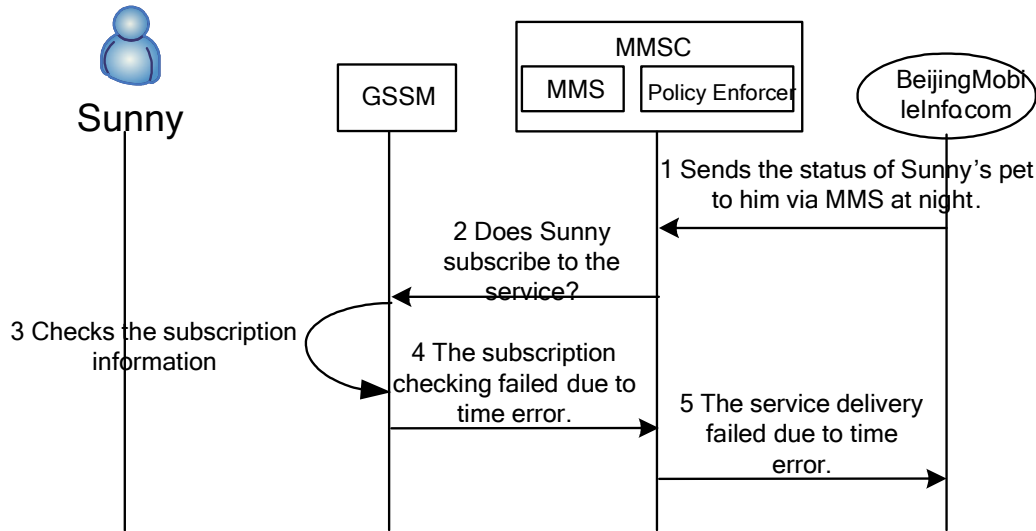 Sunny
GSSM
MMSC
MMS
Policy Enforcer
BeijingMobi
leInfo.com
1 Sends the status of Sunny's pet
to him via MMS at night.
2 Does Sunny
subscribe to the
service?
3 Checks the subscription
information
4 The subscription
checking failed due to
time error.
5 The service delivery
failed due to time
error.